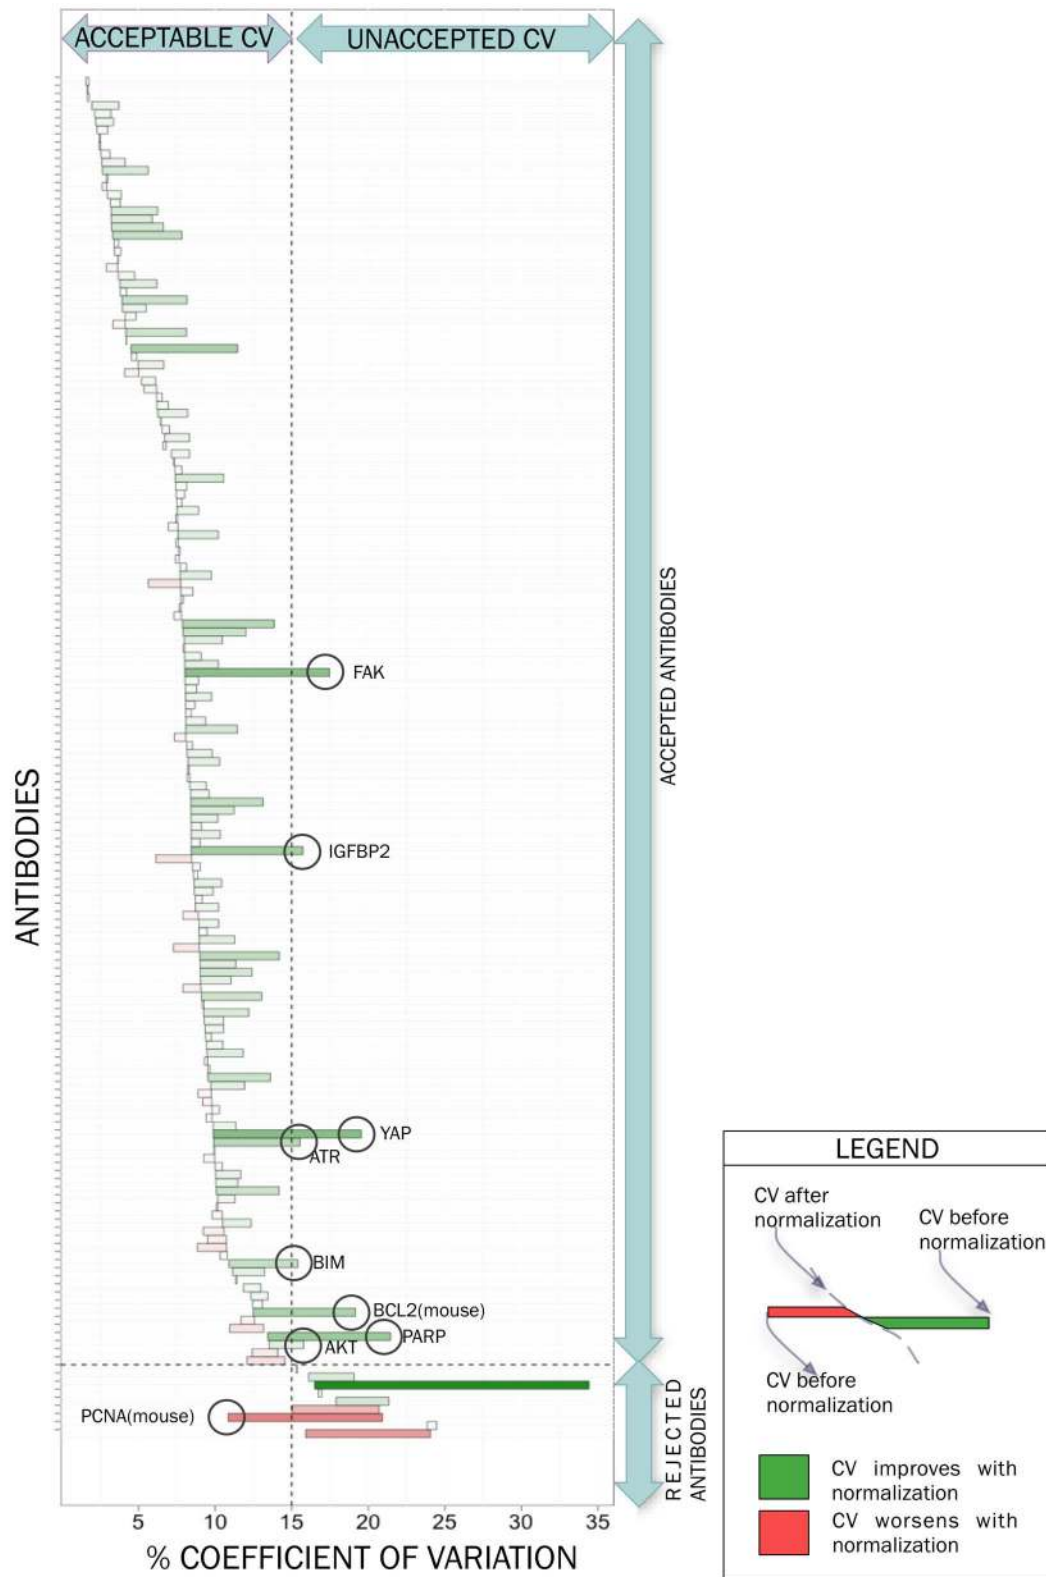 ACCEPTABLE CV
UNACCEPTED CV
ANTIBODIES
ACCEPTED ANTIBODIES
FAK
IGFBP2
YAP
ATR
BIM
BCL2(mouse)
PARP
AKT
PCNA(mouse)
REJECTED
ANTIBODIES
5 10 15 20 25 30 35
% COEFFICIENT OF VARIATION
LEGEND
CV after
normalization
CV before
normalization
CV before
normalization
CV improves with
normalization
CV worsens with
normalization